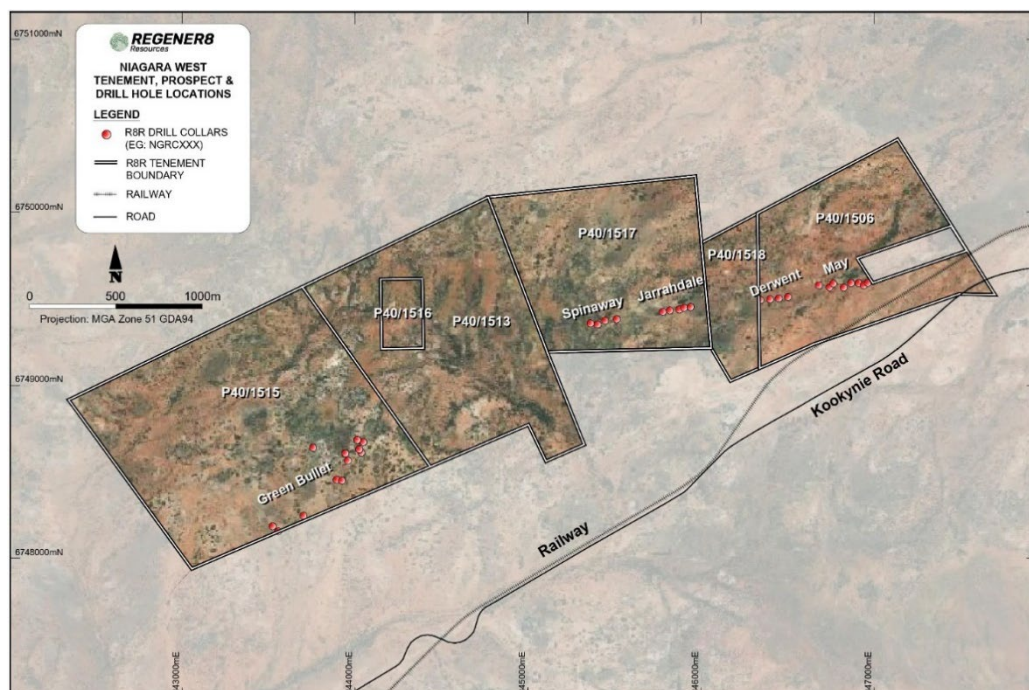 6751000mN
REGENER8
Resources
NIAGARA WEST
TENEMENT, PROSPECT &
DRILL HOLE LOCATIONS
LEGEND
R8R DRILL COLLARS
(EG: NGRCXXX)
R8R TENEMENT
BOUNDARY
RAILWAY
ROAD
N
0 500 1000m
Projection: MGA Zone 51 GDA94
6750000mN
6749000mN
6748000mN
P40/1506
P40/1517
P40/1518
May
Derwent
Jarrahdale
Spinaway
P40/1516
P40/1513
P40/1515
Green Buller
Kookynie Road
Railway
343000mE
344000mE
345000mE
346000mE
347000mE